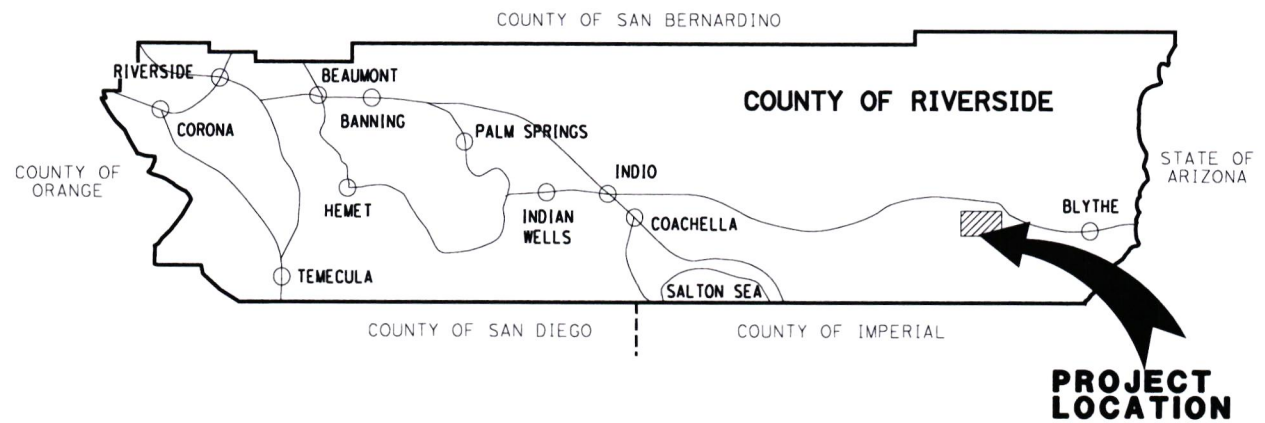 COUNTY OF SAN BERNARDINO
RIVERSIDE
BEAUMONT
COUNTY OF RIVERSIDE
CORONA
BANNING
PALM SPRINGS
COUNTY OF
ORANGE
STATE OF
ARIZONA
INDIO
HEMET
INDIAN
WELLS
COACHELLA
BLYTHE
TEMECULA
SALTON SEA
COUNTY OF SAN DIEGO
COUNTY OF IMPERIAL
PROJECT
LOCATION